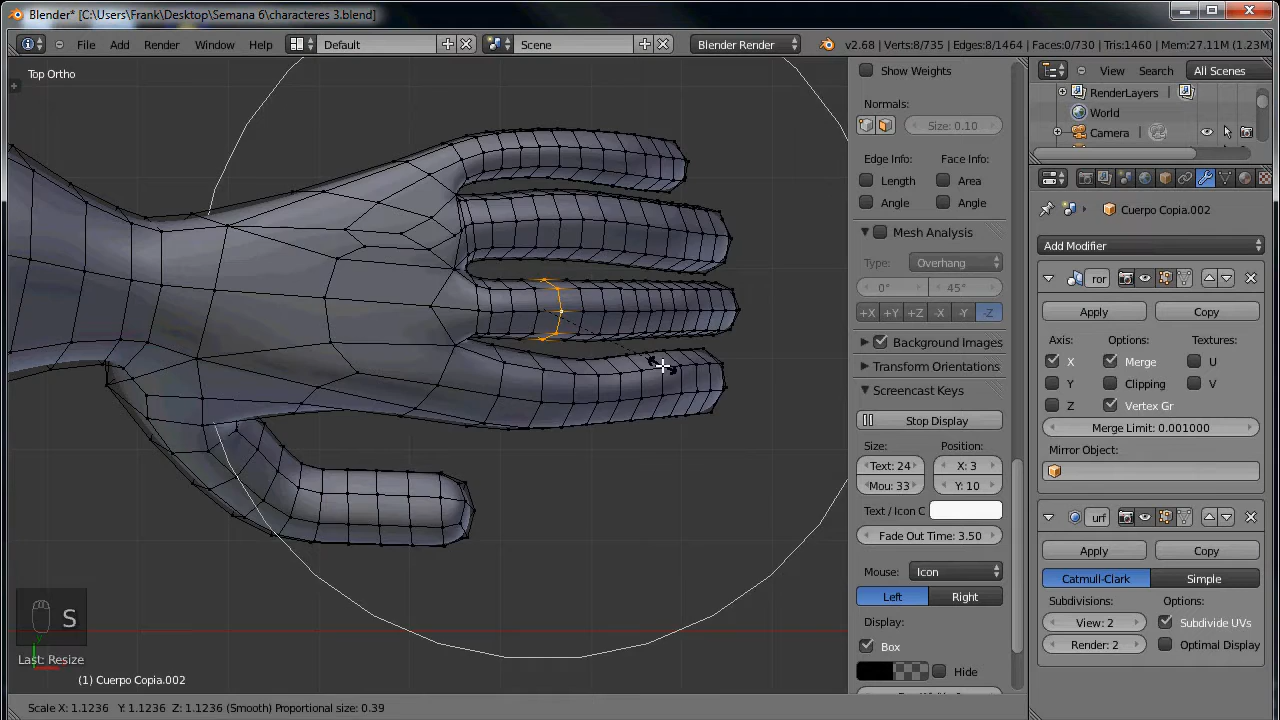 Blender* [C:\Users\Frank\Desktop\Semana 6\characteres 3.blend]
File Add Render Window Help Default Scene Blender Render v2.68 | Verts:8/735 | Edges:8/1464 | Faces:0/730 | Tris:1460 | Mem:27.11M (1.23M)
Top Ortho
Show Weights
Normals:
Size: 0.10
Edge Info: Face Info:
Length Area
Angle Angle
Mesh Analysis
Type: Overhang
0° 45°
+X +Y +Z -X -Y -Z
Background Images
Transform Orientations
Screencast Keys
Stop Display
Size: Position:
Text: 24 X: 3
Mou: 33 Y: 10
Text / Icon C
Fade Out Time: 3.50
Mouse: Icon
Left Right
Display:
Box
Hide
View Search All Scenes
RenderLayers
World
Camera
Cuerpo Copia.002
Add Modifier
ror
Apply Copy
Axis: Options: Textures:
X Merge U
Y Clipping V
Z Vertex Gr
Merge Limit: 0.001000
Mirror Object:
urf
Apply Copy
Catmull-Clark Simple
Subdivisions: Options:
View: 2 Subdivide UVs
Render: 2 Optimal Display
S
y
Last: Resize
(1) Cuerpo Copia.002
Scale X: 1.1236 Y: 1.1236 Z: 1.1236 (Smooth) Proportional size: 0.39